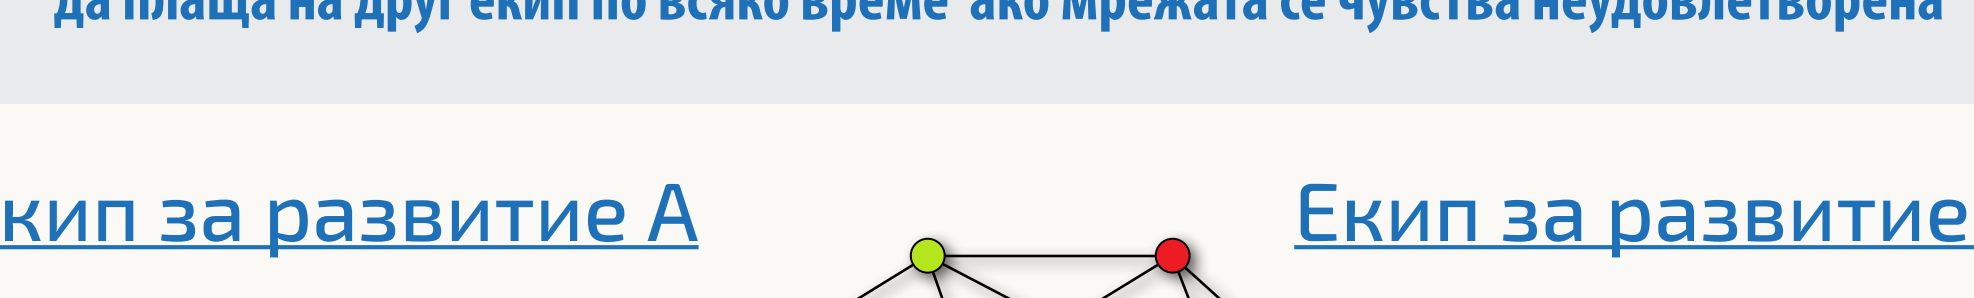 да плаща на друг екип по всяко време ако мрежата се чувства неудовлетворена
кип за развитие А
Екип за развитие